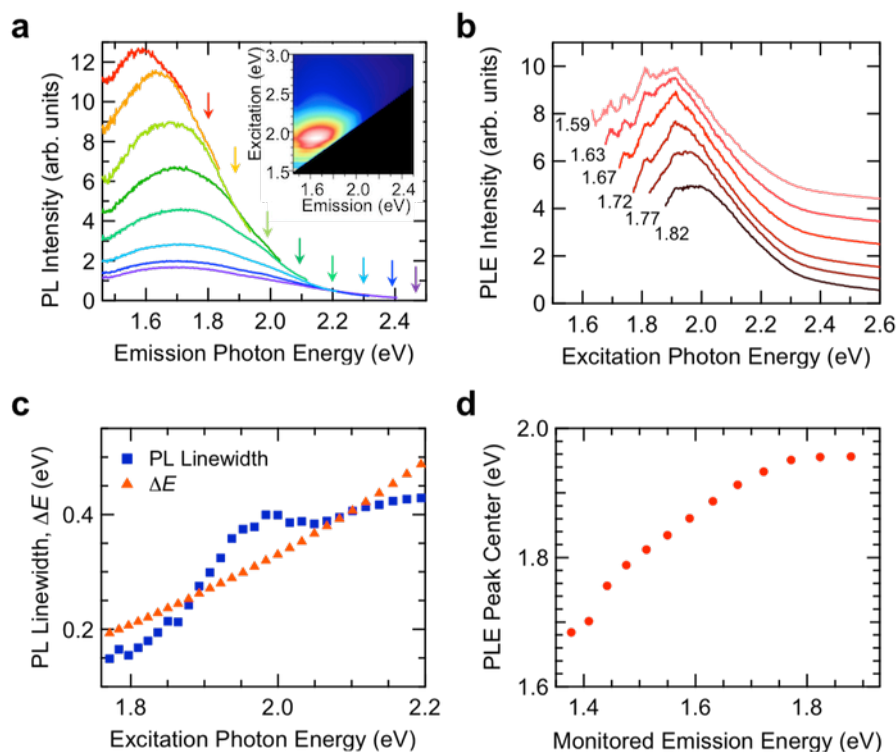 a
PL Intensity (arb. units)
12
10
8
6
4
2
0
1.6 1.8 2.0 2.2 2.4
Emission Photon Energy (eV)
Excitation (eV)
3.0
2.5
2.0
1.5
1.5 2.0 2.5
Emission (eV)
b
PLE Intensity (arb. units)
10
8
6
4
2
0
1.59
1.63
1.67
1.72
1.77
1.82
1.5 1.6 1.8 2.0 2.2 2.4 2.6
Excitation Photon Energy (eV)
c
PL Linewidth, ΔE (eV)
0.4
0.2
PL Linewidth
ΔE
1.8 2.0 2.2
Excitation Photon Energy (eV)
d
PLE Peak Center (eV)
2.0
1.8
1.6
1.4 1.6 1.8
Monitored Emission Energy (eV)